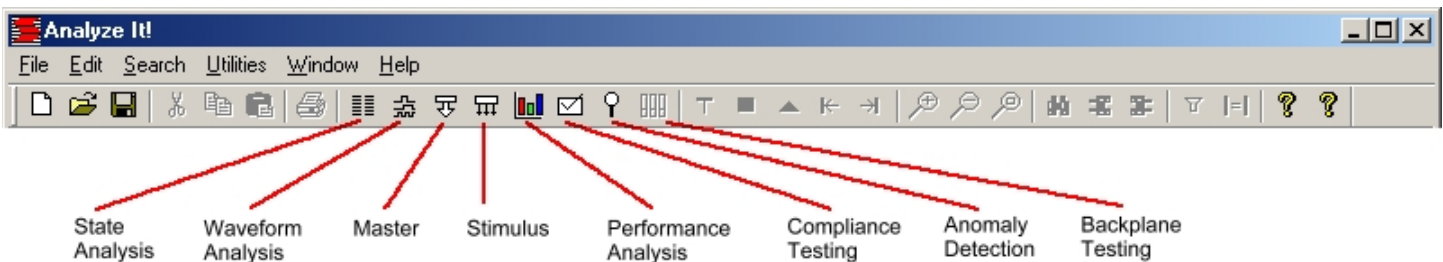 Analyze It!
File Edit Search Utilities Window Help
State Waveform Master Stimulus Performance Compliance Anomaly Backplane
Analysis Analysis Analysis Testing Detection Testing